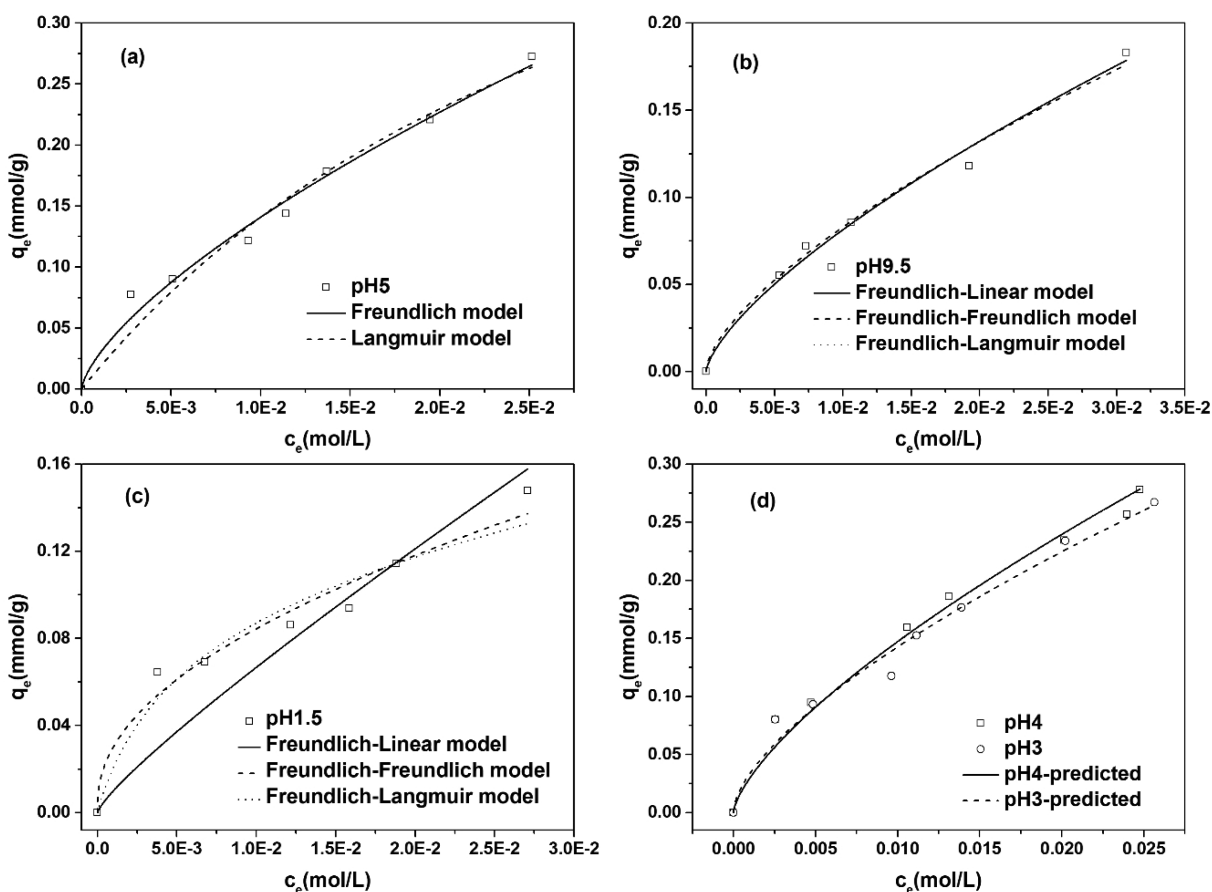 (a)
0.30
0.25
0.20
0.15
0.10
0.05
0.00
qe(mmol/g)
pH5
Freundlich model
Langmuir model
0.0 5.0E-3 1.0E-2 1.5E-2 2.0E-2 2.5E-2
ce(mol/L)
(b)
0.20
0.15
0.10
0.05
0.00
qe(mmol/g)
pH9.5
Freundlich-Linear model
Freundlich-Freundlich model
Freundlich-Langmuir model
0.0 5.0E-3 1.0E-2 1.5E-2 2.0E-2 2.5E-2 3.0E-2 3.5E-2
ce(mol/L)
(c)
0.16
0.12
0.08
0.04
0.00
qe(mmol/g)
pH1.5
Freundlich-Linear model
Freundlich-Freundlich model
Freundlich-Langmuir model
0.0 5.0E-3 1.0E-2 1.5E-2 2.0E-2 2.5E-2 3.0E-2
ce(mol/L)
(d)
0.30
0.25
0.20
0.15
0.10
0.05
0.00
qe(mmol/g)
pH4
pH3
pH4-predicted
pH3-predicted
0.000 0.005 0.010 0.015 0.020 0.025
ce(mol/L)